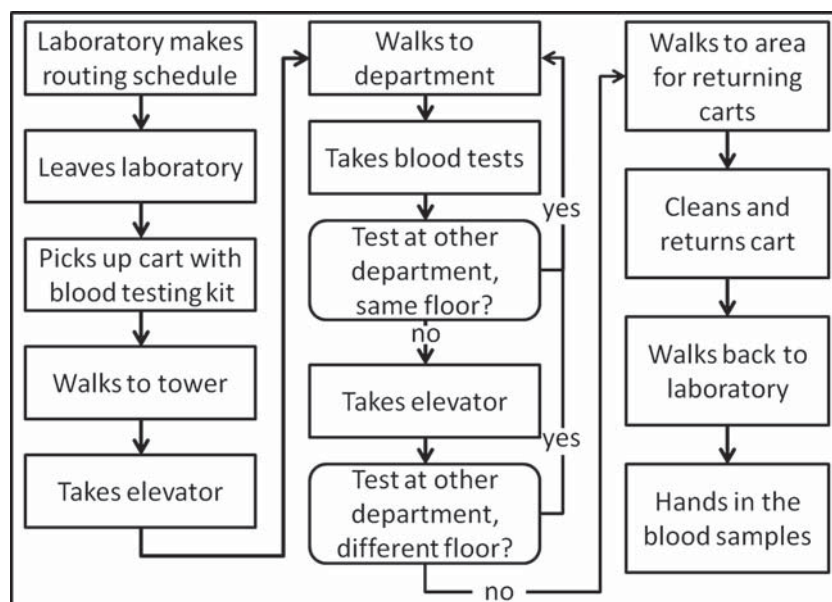 Laboratory makes
routing schedule
Leaves laboratory
Picks up cart with
blood testing kit
Walks to tower
Takes elevator
Walks to
department
Takes blood tests
yes
Test at other
department,
same floor?
no
Takes elevator
yes
Test at other
department,
different floor?
no
Walks to area
for returning
carts
Cleans and
returns cart
Walks back to
laboratory
Hands in the
blood samples